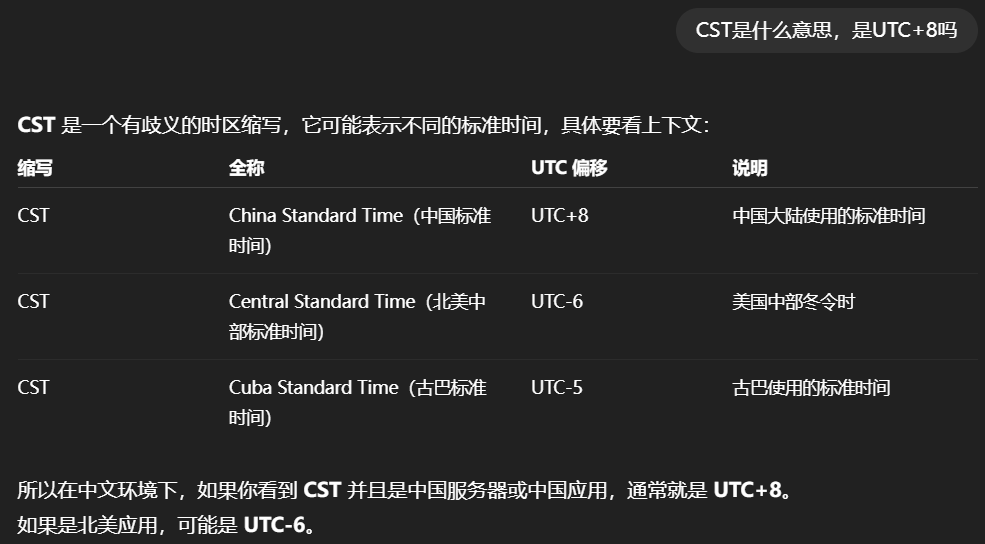 CST是什么意思，是UTC+8吗
CST 是一个有歧义的时区缩写，它可能表示不同的标准时间，具体要看上下文：
缩写 全称 UTC 偏移 说明
CST China Standard Time（中国标准 UTC+8 中国大陆使用的标准时间
时间）
CST Central Standard Time（北美中 UTC-6 美国中部冬令时
部标准时间）
CST Cuba Standard Time（古巴标准 UTC-5 古巴使用的标准时间
时间）
所以在中文环境下，如果你看到 CST 并且是中国服务器或中国应用，通常就是 UTC+8。
如果是北美应用，可能是 UTC-6。